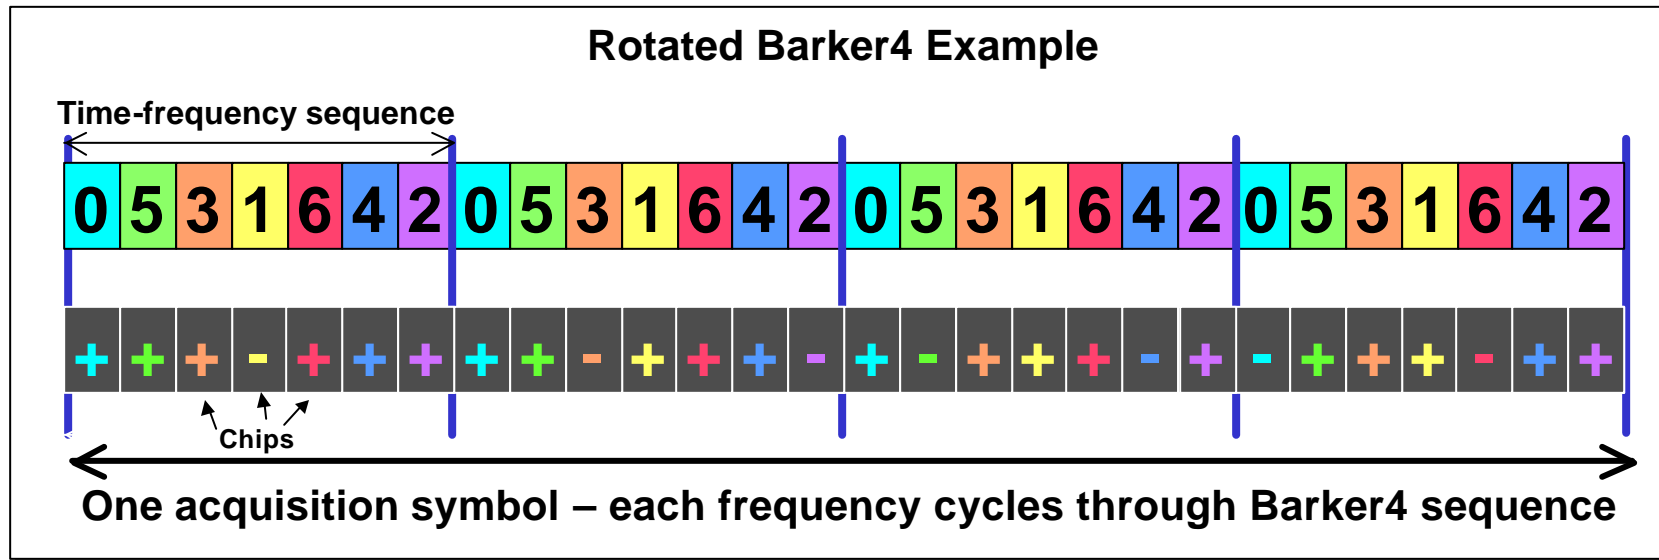 Rotated Barker4 Example
Time-frequency sequence
0 5 3 1 6 4 2 0 5 3 1 6 4 2 0 5 3 1 6 4 2 0 5 3 1 6 4 2
+ + + - + + + + + - + + + - + - + + + - + - + + + - + +
Chips
One acquisition symbol – each frequency cycles through Barker4 sequence